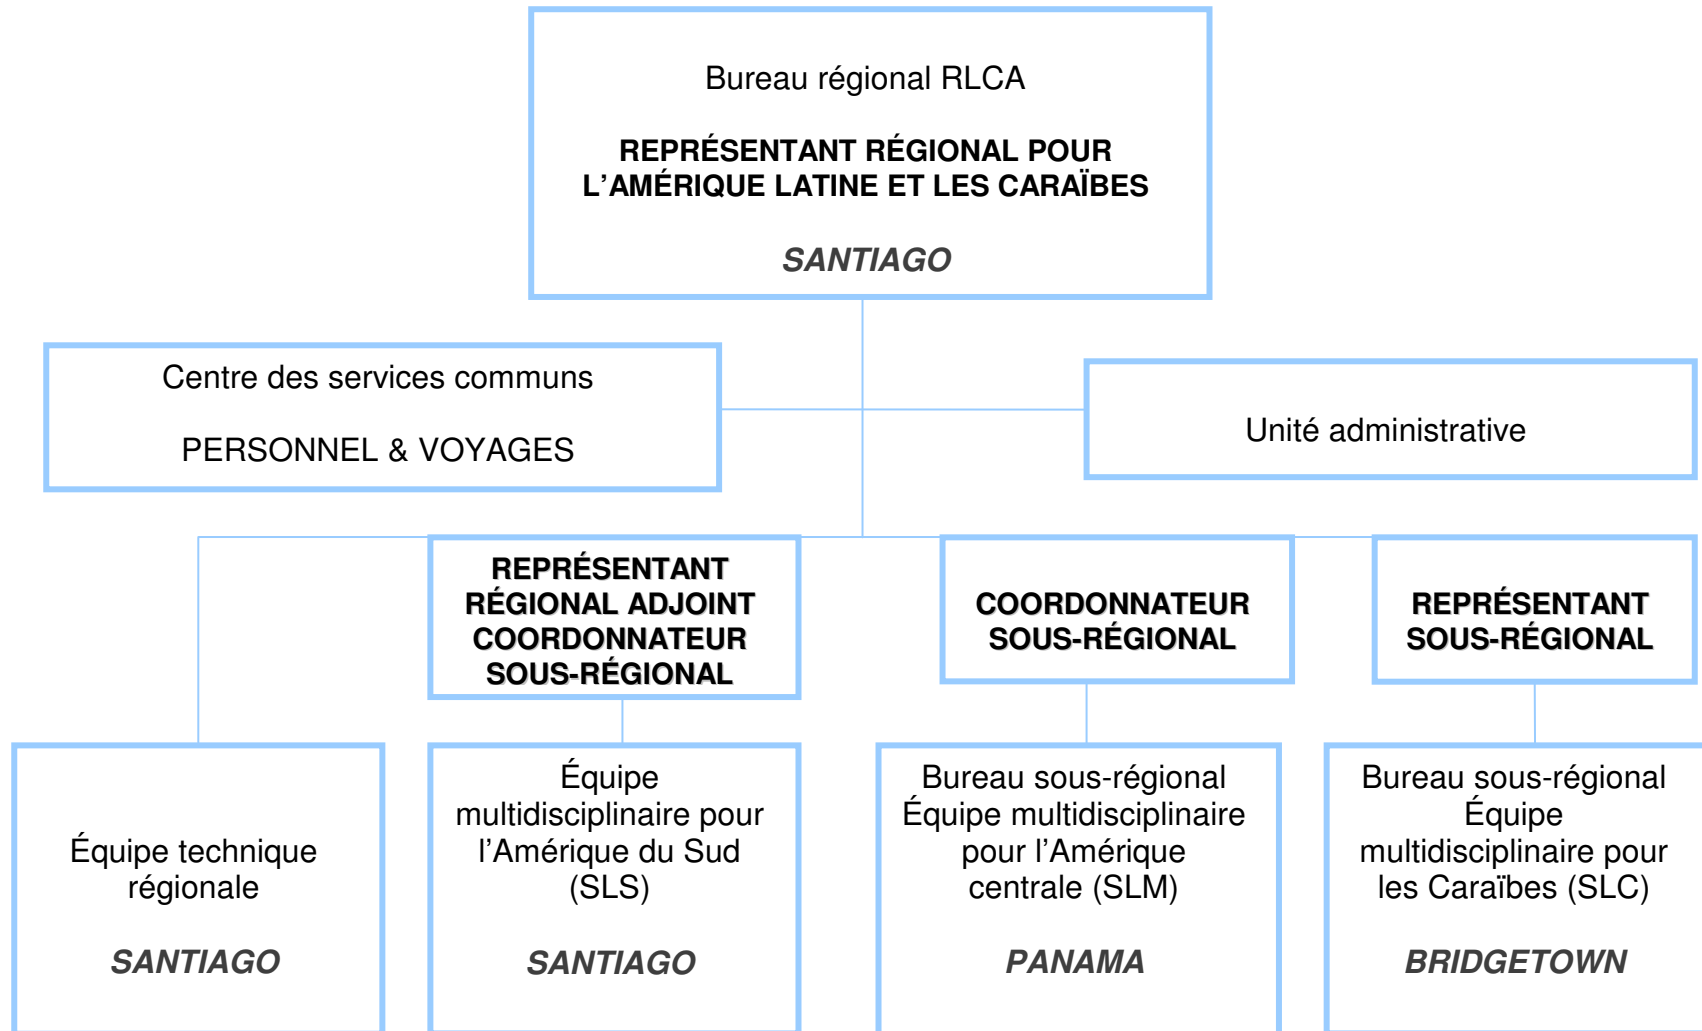 Bureau régional RLCA
REPRÉSENTANT RÉGIONAL POUR
L’AMÉRIQUE LATINE ET LES CARAÏBES
SANTIAGO
Centre des services communs
PERSONNEL & VOYAGES
Unité administrative
REPRÉSENTANT
RÉGIONAL ADJOINT
COORDONNATEUR
SOUS-RÉGIONAL
COORDONNATEUR
SOUS-RÉGIONAL
REPRÉSENTANT
SOUS-RÉGIONAL
Équipe technique
régionale
SANTIAGO
Équipe
multidisciplinaire pour
l’Amérique du Sud
(SLS)
SANTIAGO
Bureau sous-régional
Équipe multidisciplinaire
pour l’Amérique
centrale (SLM)
PANAMA
Bureau sous-régional
Équipe
multidisciplinaire pour
les Caraïbes (SLC)
BRIDGETOWN